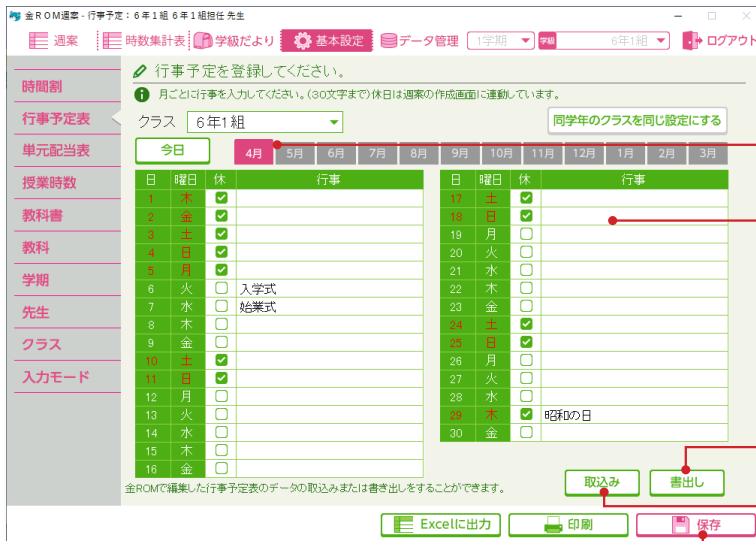 金ROM週案 - 行事予定：６年１組 ６年１組担任 先生
週案 時数集計表 学級だより 基本設定 データ管理 1学期 学級 6年1組 ログアウト
行事予定を登録してください。
月ごとに行事を入力してください。(30文字まで)休日は週案の作成画面に連動しています。
時間割
行事予定表
単元配当表
授業時数
教科書
教科
学期
先生
クラス
入力モード
クラス 6年1組 同学年のクラスを同じ設定にする
今日 4月 5月 6月 7月 8月 9月 10月 11月 12月 1月 2月 3月
日 曜日 休 行事
1 木
2 金
3 土
4 日
5 月
6 火 入学式
7 水 始業式
8 木
9 金
10 土
11 日
12 月
13 火
14 水
15 木
16 金
日 曜日 休 行事
17 土
18 日
19 月
20 火
21 水
22 木
23 金
24 土
25 日
26 月
27 火
28 水
29 木 昭和の日
30 金
金ROMで編集した行事予定表のデータの取込みまたは書き出しをすることができます。
取込み 書出し
Excelに出力 印刷 保存